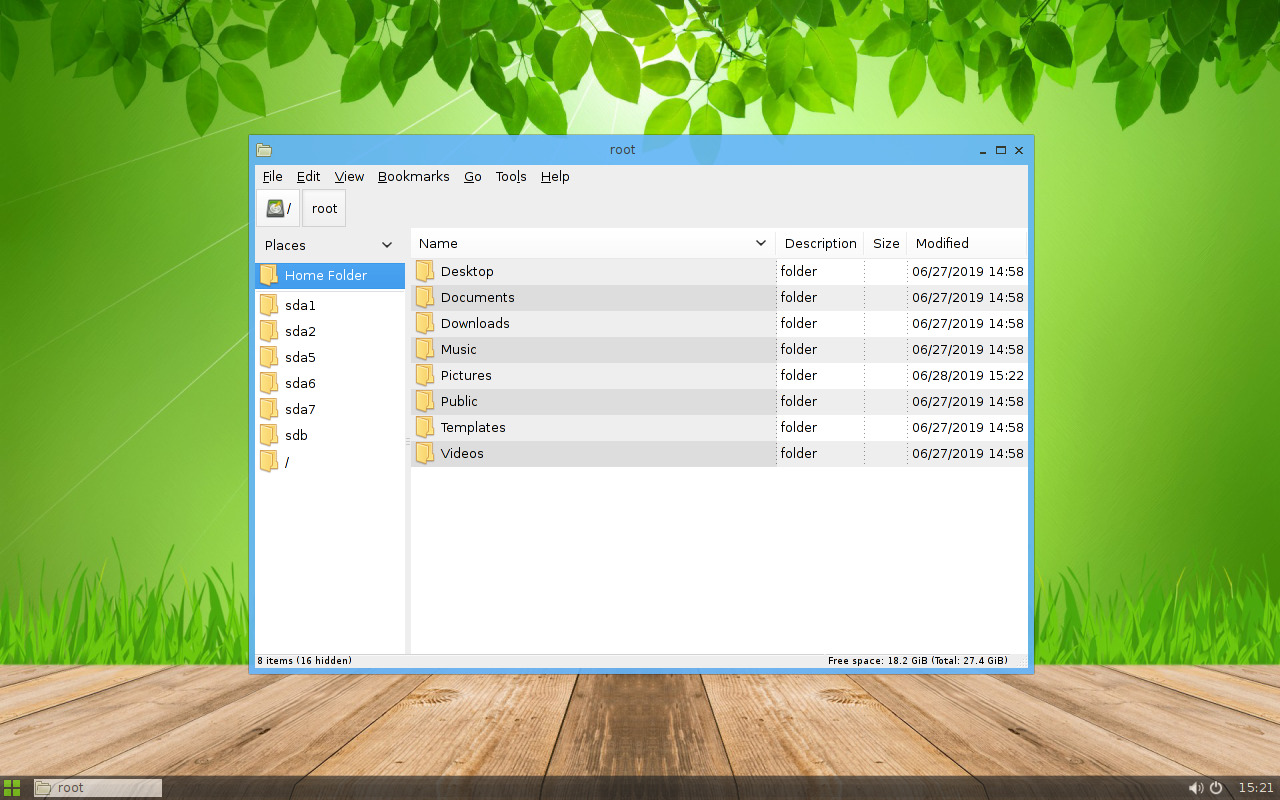 root
File Edit View Bookmarks Go Tools Help
/ root
Places
Home Folder
sda1
sda2
sda5
sda6
sda7
sdb
/
Name Description Size Modified
Desktop folder 06/27/2019 14:58
Documents folder 06/27/2019 14:58
Downloads folder 06/27/2019 14:58
Music folder 06/27/2019 14:58
Pictures folder 06/28/2019 15:22
Public folder 06/27/2019 14:58
Templates folder 06/27/2019 14:58
Videos folder 06/27/2019 14:58
8 items (16 hidden) Free space: 18.2 GiB (Total: 27.4 GiB)
root 15:21